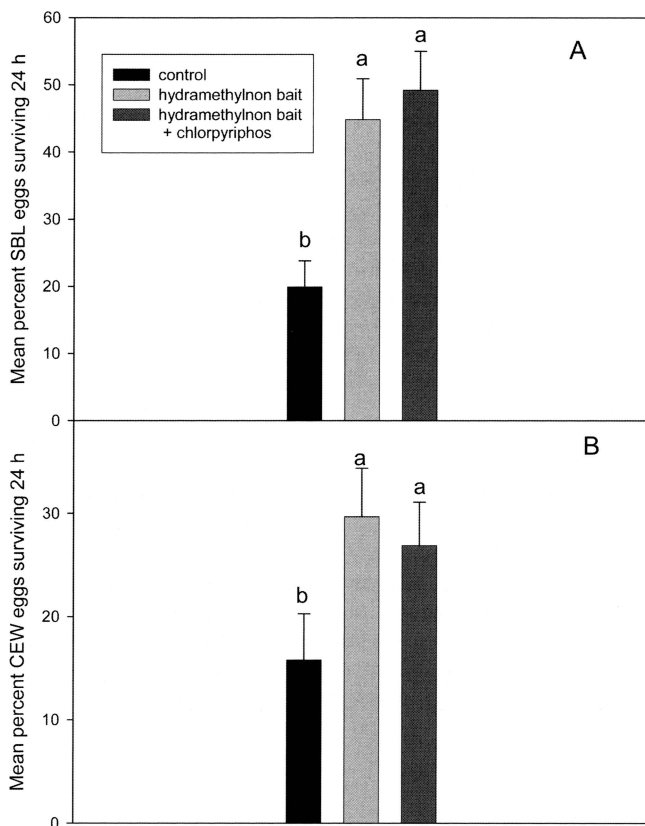 60
50
40
30
20
10
0
Mean percent SBL eggs surviving 24 h
control
hydramethylnon bait
hydramethylnon bait
+ chlorpyriphos
A
b
a
a
30
20
10
0
Mean percent CEW eggs surviving 24 h
B
b
a
a